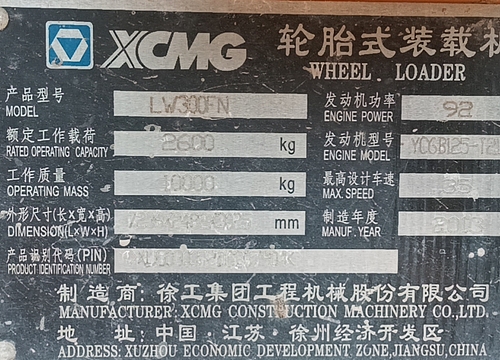 XCMG 轮胎式装载机
WHEEL LOADER
产品型号 LW300FN 发动机功率 92
MODEL ENGINE POWER
额定工作载荷 2600 kg 发动机型号
RATED OPERATING CAPACITY ENGINE MODEL
工作质量 10000 kg 最高设计车速 35
OPERATING MASS MAX. SPEED
外形尺寸(长×宽×高) mm 制造年度
DIMENSION(L×W×H) MANUF. YEAR
产品识别代码(PIN)
PRODUCT IDENTIFICATION NUMBER
制造商: 徐工集团工程机械股份有限公司
MANUFACTURER: XCMG CONSTRUCTION MACHINERY CO.,LTD.
地 址: 中国·江苏·徐州经济开发区
ADDRESS: XUZHOU ECONOMIC DEVELOPMENT ZONE,JIANGSU,CHINA